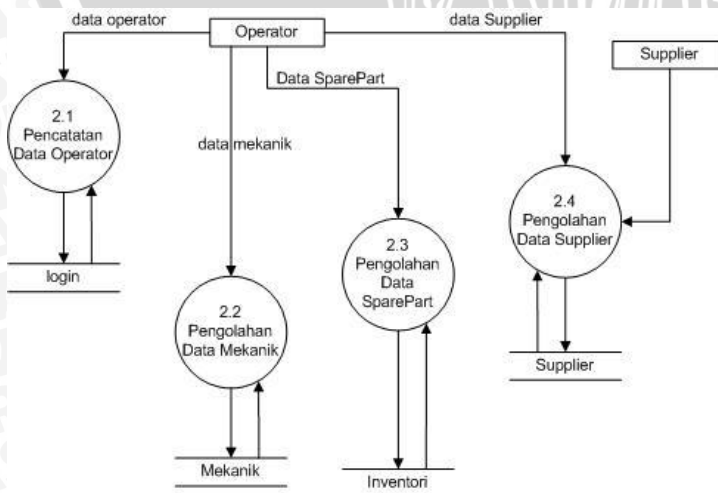 data operator
Operator
data Supplier
Supplier
Data SparePart
2.1
Pencatatan
Data Operator
data mekanik
2.4
Pengolahan
Data Supplier
2.3
Pengolahan
Data
SparePart
login
2.2
Pengolahan
Data Mekanik
Supplier
Mekanik
Inventori